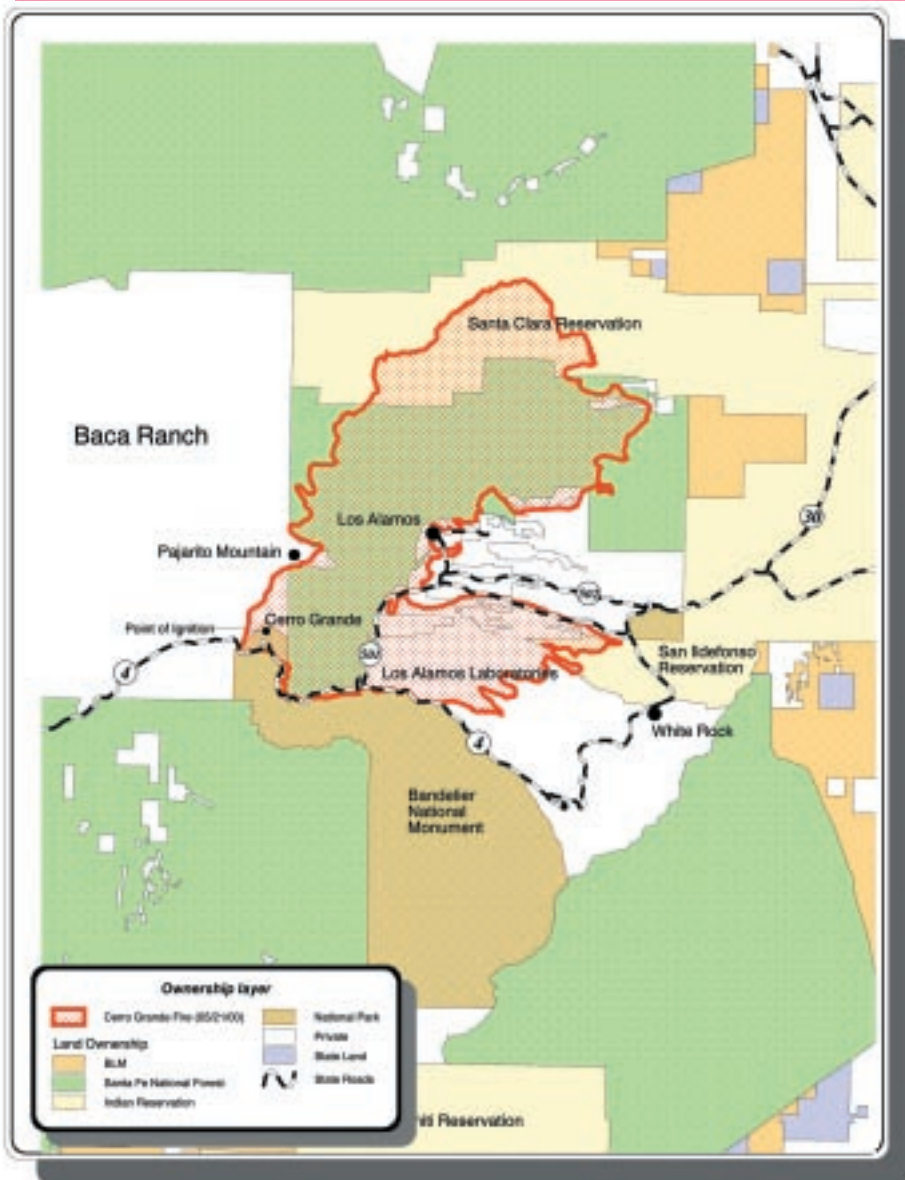 Santa Clara Reservation
Baca Ranch
30
Los Alamos
Pajarito Mountain
Point of Ignition
Cerro Grande
4
Los Alamos Laboratories
San Ildefonso
Reservation
White Rock
4
Bandelier
National
Monument
Ownership layer
Cerro Grande Fire (05/21/00)
Land Ownership
BLM
Santa Fe National Forest
Indian Reservation
National Park
Private
State Land
State Roads
Reservation